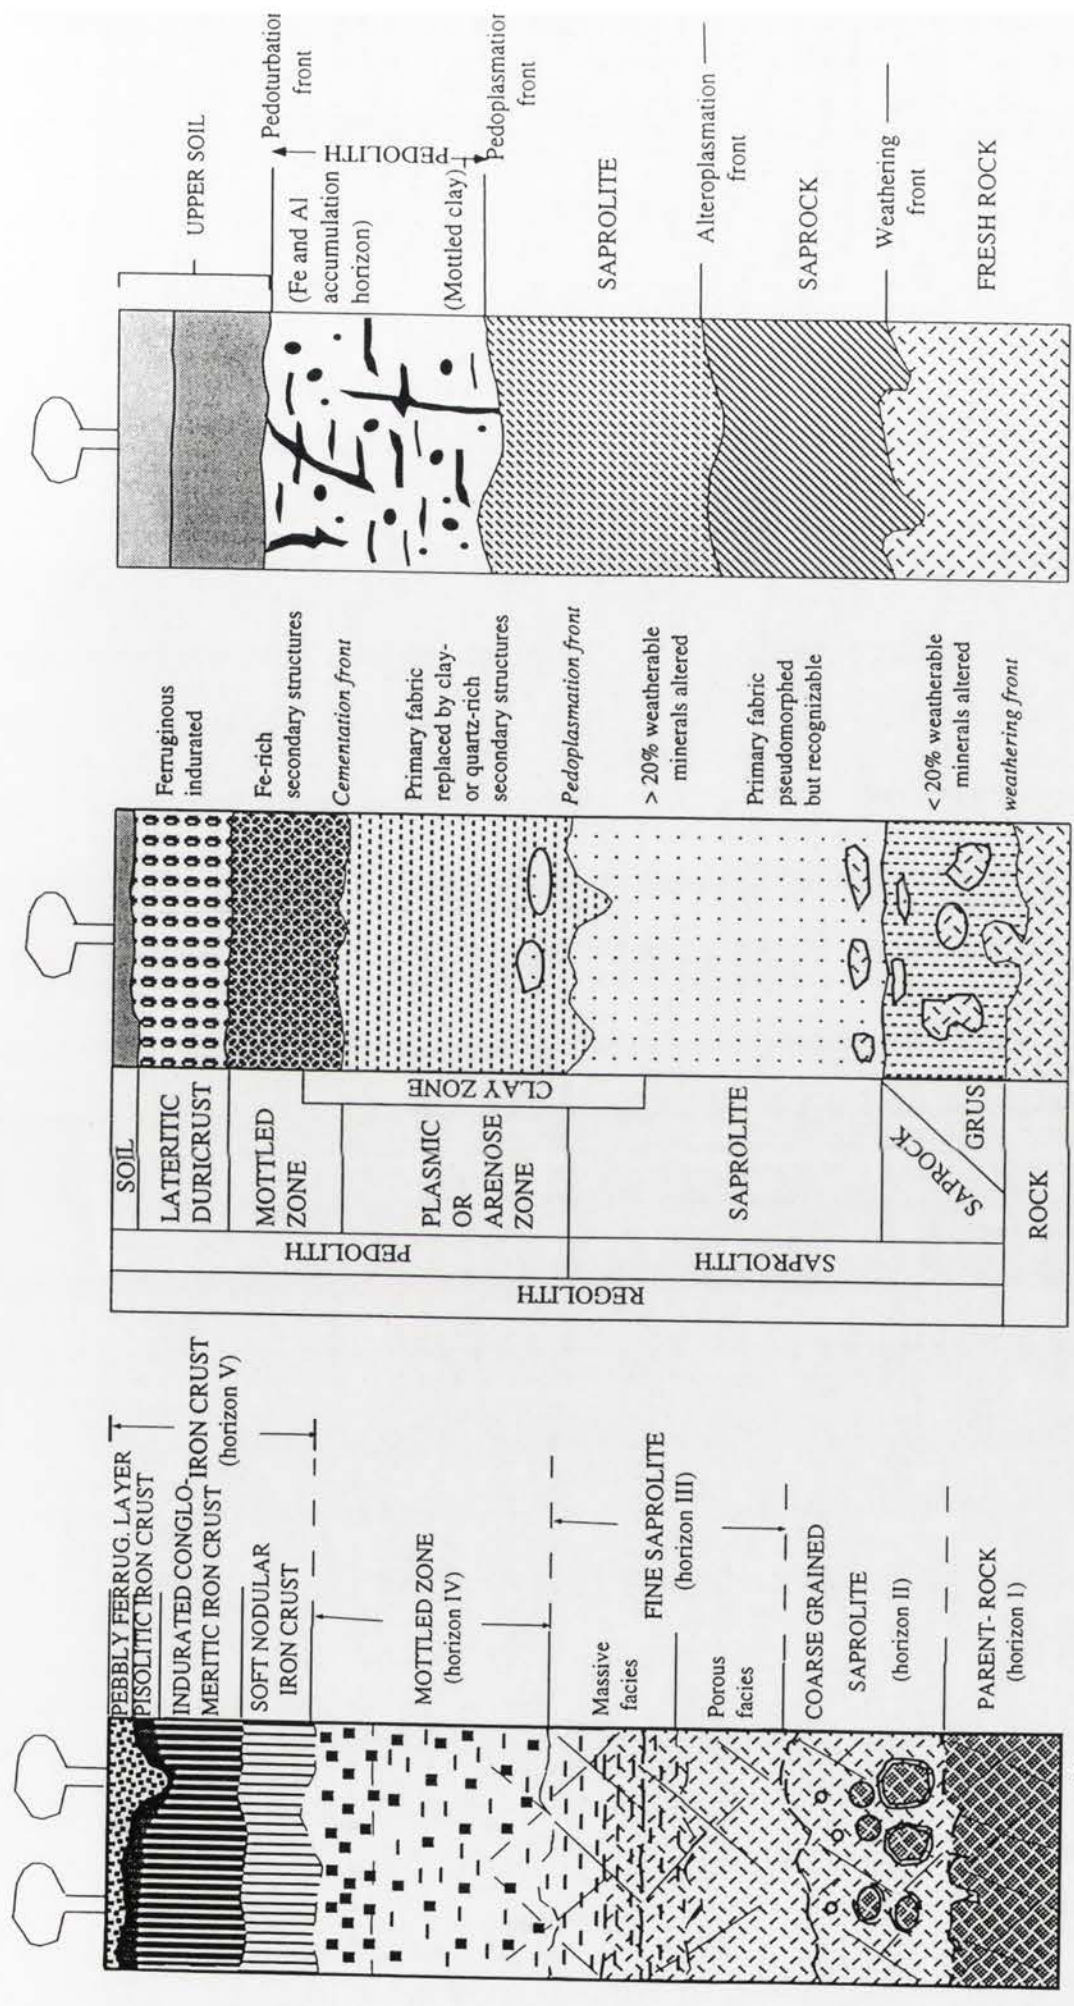 PEBBLY FERRUG. LAYER
PISOLITIC IRON CRUST
INDURATED CONGLO-
MERITIC IRON CRUST
SOFT NODULAR
IRON CRUST
IRON CRUST
(horizon V)
MOTTLED ZONE
(horizon IV)
Massive
facies
Porous
facies
FINE SAPROLITE
(horizon III)
COARSE GRAINED
SAPROLITE
(horizon II)
PARENT-ROCK
(horizon I)
REGOLITH
PEDOLITH
SAPROLITH
SOIL
LATERITIC
DURICRUST
MOTTLED
ZONE
PLASMIC
OR
ARENOSE
ZONE
CLAY ZONE
SAPROLITE
SAPROCK
GRUS
ROCK
Ferruginous
indurated
Fe-rich
secondary structures
Cementation front
Primary fabric
replaced by clay-
or quartz-rich
secondary structures
Pedoplasmation front
> 20% weatherable
minerals altered
Primary fabric
pseudomorphed
but recognizable
< 20% weatherable
minerals altered
weathering front
UPPER SOIL
Pedoturbation
front
(Fe and Al
accumulation
horizon)
PEDOLITH
(Mottled clay)
Pedoplasmation
front
SAPROLITE
Alteroplasmation
front
SAPROCK
Weathering
front
FRESH ROCK